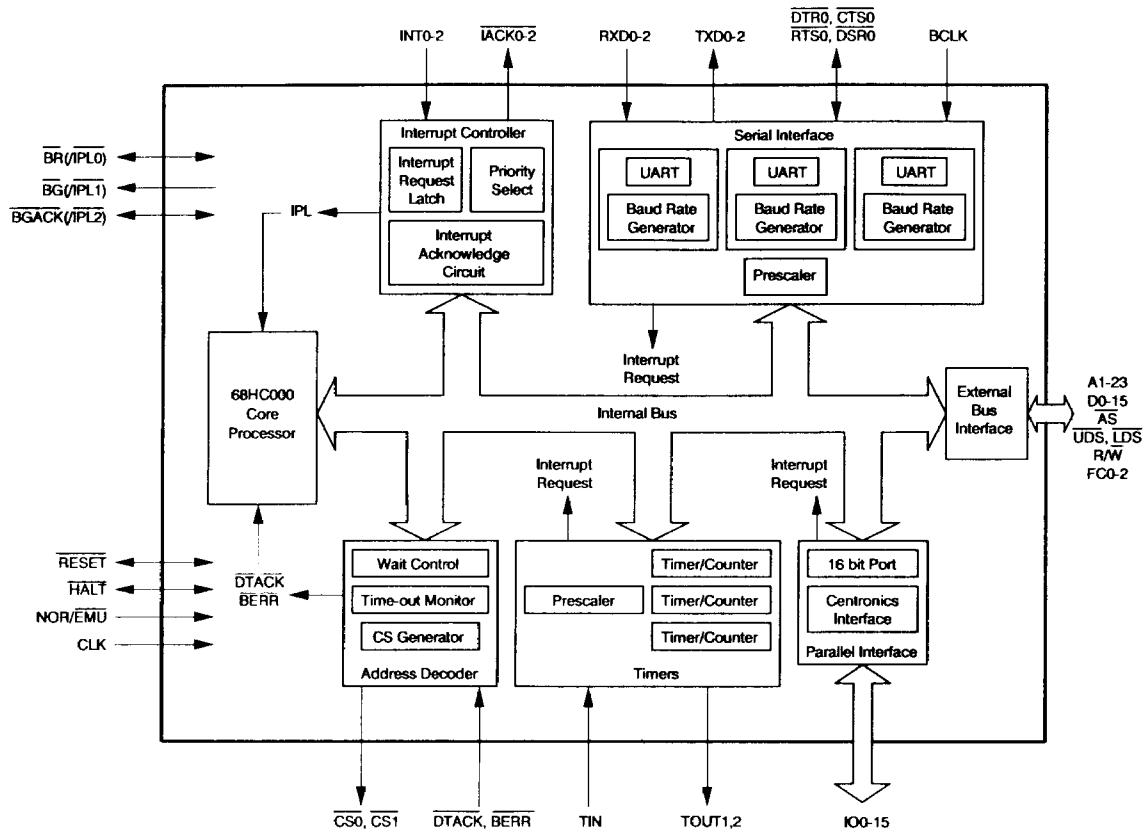 INT0-2
IACK0-2
RXD0-2
TXD0-2
DTR0, CTS0
RTS0, DSR0
BCLK
BR(/IPL0)
BG(/IPL1)
BGACK(/IPL2)
IPL
Interrupt Controller
Interrupt
Request
Latch
Priority
Select
Interrupt
Acknowledge
Circuit
Serial Interface
UART
Baud Rate
Generator
UART
Baud Rate
Generator
UART
Baud Rate
Generator
Prescaler
Interrupt
Request
68HC000
Core
Processor
Internal Bus
External
Bus
Interface
A1-23
D0-15
AS
UDS, LDS
R/W
FC0-2
Interrupt
Request
Interrupt
Request
RESET
HALT
NOR/EMU
CLK
DTACK
BERR
Wait Control
Time-out Monitor
CS Generator
Address Decoder
Prescaler
Timer/Counter
Timer/Counter
Timer/Counter
Timers
16 bit Port
Centronics
Interface
Parallel Interface
CS0, CS1
DTACK, BERR
TIN
TOUT1,2
IO0-15